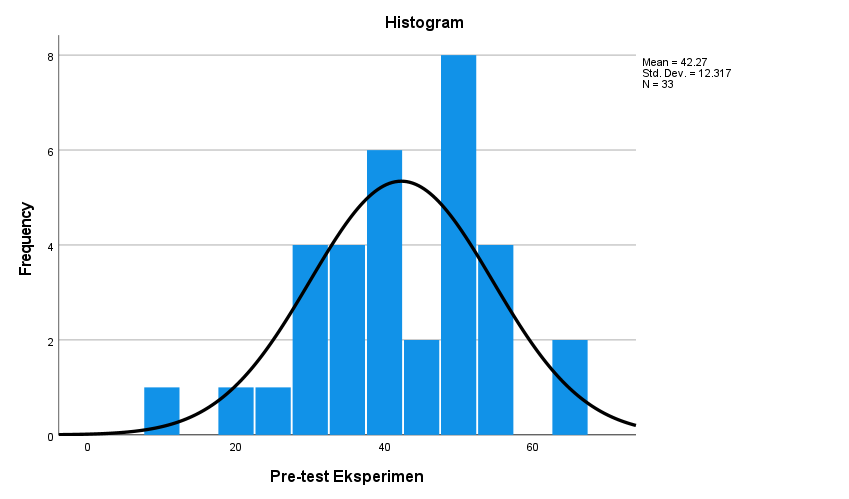 Histogram
Mean = 42.27
Std. Dev. = 12.317
N = 33
Frequency
8
6
4
2
0
0 20 40 60
Pre-test Eksperimen